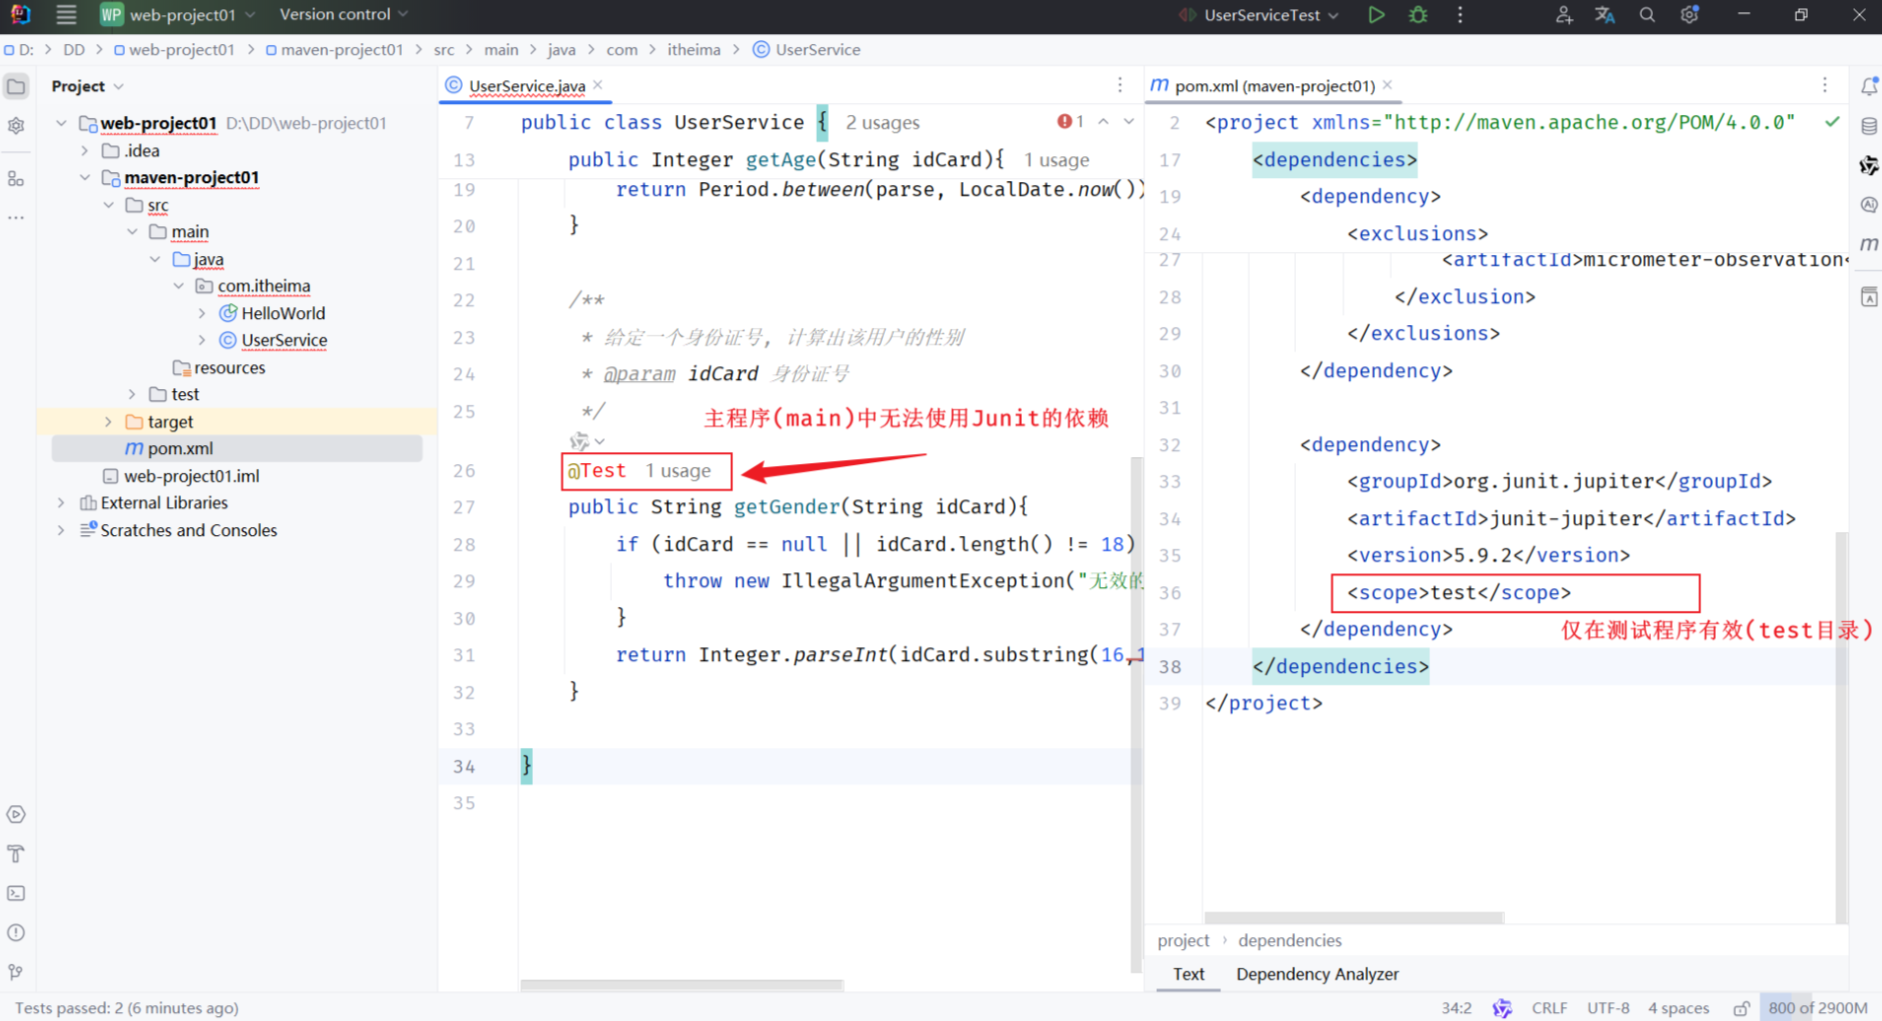 WP web-project01 Version control UserServiceTest
D: > DD > web-project01 > maven-project01 > src > main > java > com > itheima > UserService
Project
web-project01 D:\DD\web-project01
.idea
maven-project01
src
main
java
com.itheima
HelloWorld
UserService
resources
test
target
pom.xml
web-project01.iml
External Libraries
Scratches and Consoles
UserService.java
7 public class UserService { 2 usages 1
13 public Integer getAge(String idCard){ 1 usage
19 return Period.between(parse, LocalDate.now())
20 }
21
22 /**
23 * 给定一个身份证号, 计算出该用户的性别
24 * @param idCard 身份证号
25 */
主程序(main)中无法使用Junit的依赖
26 @Test 1 usage
27 public String getGender(String idCard){
28 if (idCard == null || idCard.length() != 18)
29 throw new IllegalArgumentException("无效的
30 }
31 return Integer.parseInt(idCard.substring(16,1
32 }
33
34 }
35
pom.xml (maven-project01)
2 <project xmlns="http://maven.apache.org/POM/4.0.0"
17 <dependencies>
19 <dependency>
24 <exclusions>
27 <artifactId>micrometer-observation<
28 </exclusion>
29 </exclusions>
30 </dependency>
31
32 <dependency>
33 <groupId>org.junit.jupiter</groupId>
34 <artifactId>junit-jupiter</artifactId>
35 <version>5.9.2</version>
36 <scope>test</scope>
37 </dependency>
仅在测试程序有效(test目录)
38 </dependencies>
39 </project>
project > dependencies
Text Dependency Analyzer
Tests passed: 2 (6 minutes ago)
34:2 CRLF UTF-8 4 spaces 800 of 2900M